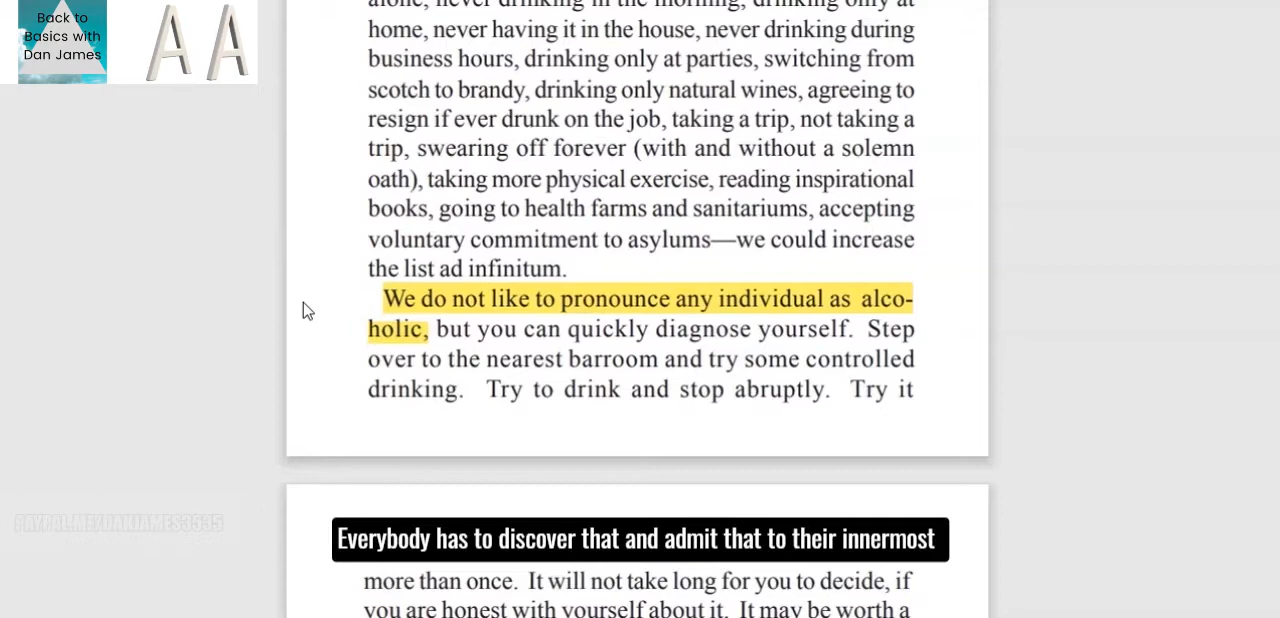 Back to
Basics with
Dan James
A A
alone, never drinking in the morning, drinking only at
home, never having it in the house, never drinking during
business hours, drinking only at parties, switching from
scotch to brandy, drinking only natural wines, agreeing to
resign if ever drunk on the job, taking a trip, not taking a
trip, swearing off forever (with and without a solemn
oath), taking more physical exercise, reading inspirational
books, going to health farms and sanitariums, accepting
voluntary commitment to asylums—we could increase
the list ad infinitum.
We do not like to pronounce any individual as alco-
holic, but you can quickly diagnose yourself. Step
over to the nearest barroom and try some controlled
drinking. Try to drink and stop abruptly. Try it
PAYPAL.ME/DANJAMES3535
Everybody has to discover that and admit that to their innermost
more than once. It will not take long for you to decide, if
you are honest with yourself about it. It may be worth a